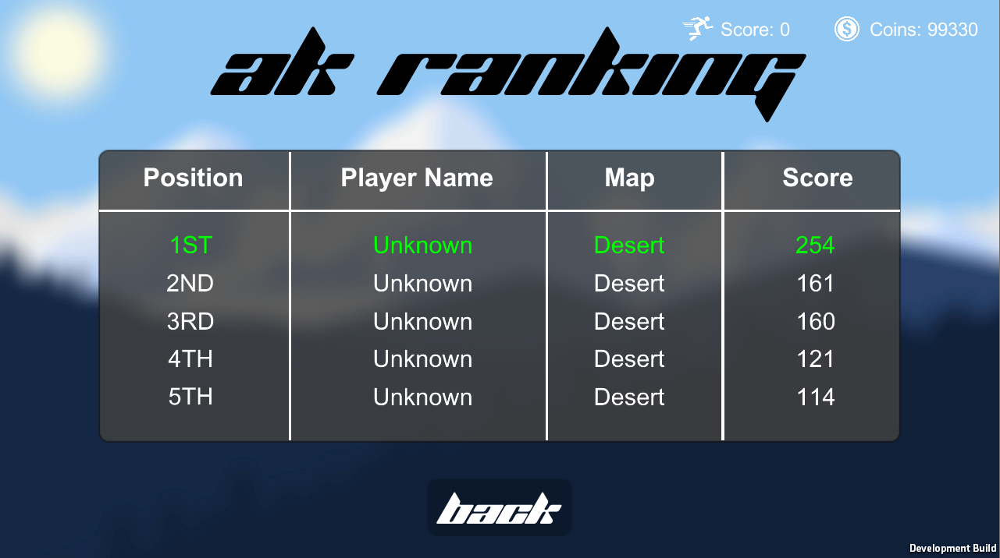 Score: 0 Coins: 99330
ak ranking
Position Player Name Map Score
1ST Unknown Desert 254
2ND Unknown Desert 161
3RD Unknown Desert 160
4TH Unknown Desert 121
5TH Unknown Desert 114
back
Development Build